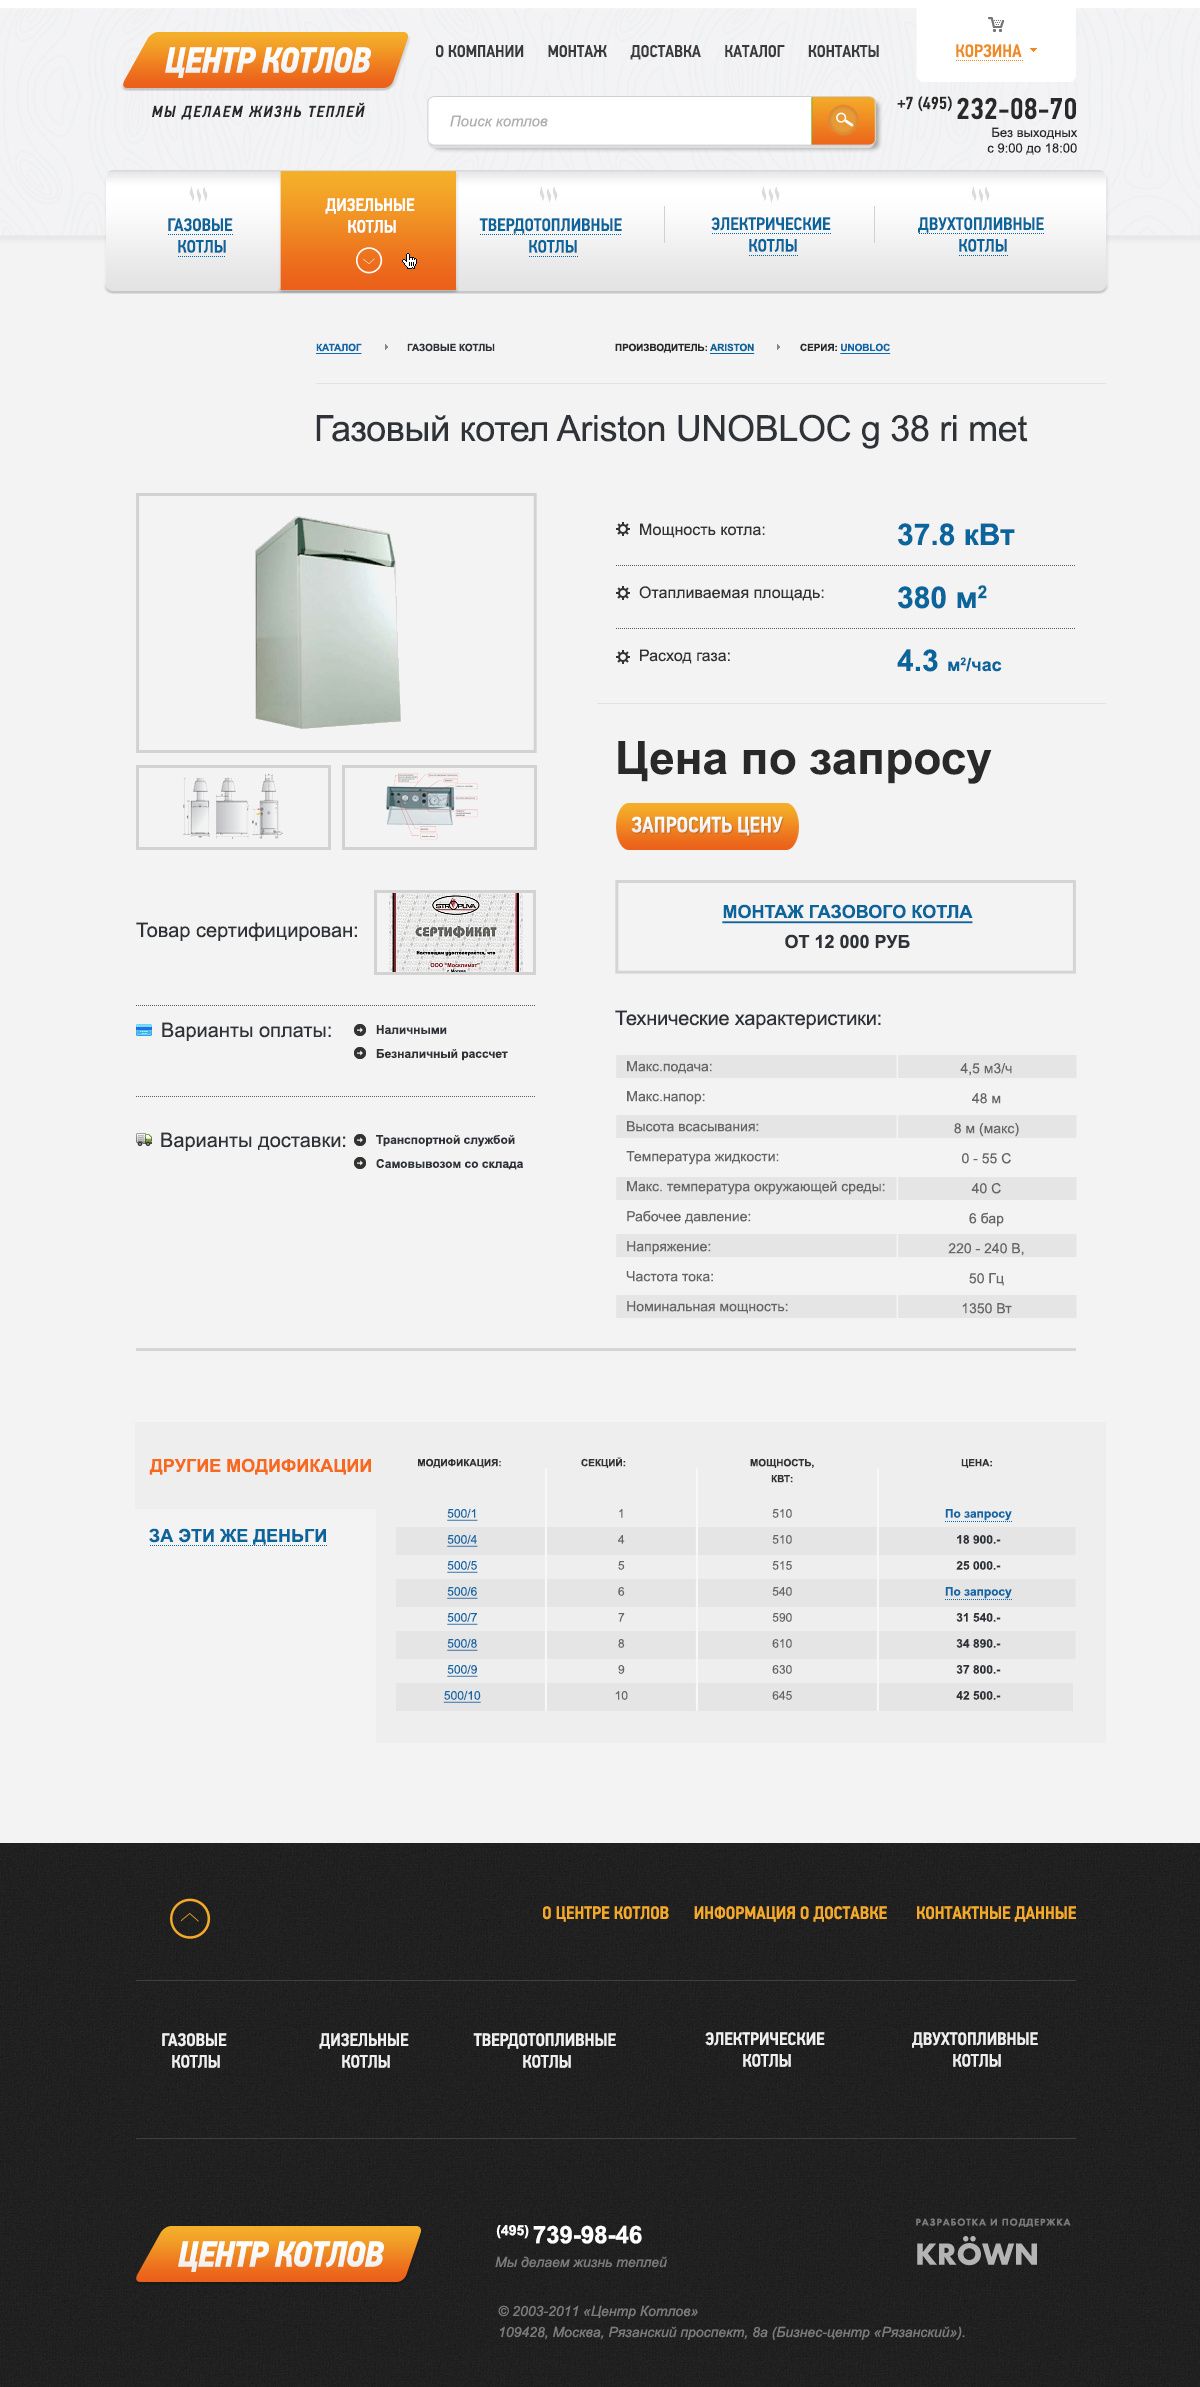 ЦЕНТР КОТЛОВ
МЫ ДЕЛАЕМ ЖИЗНЬ ТЕПЛЕЙ
О КОМПАНИИ МОНТАЖ ДОСТАВКА КАТАЛОГ КОНТАКТЫ
КОРЗИНА
Поиск котлов
+7 (495) 232-08-70
Без выходных
с 9:00 до 18:00
ГАЗОВЫЕ
КОТЛЫ
ДИЗЕЛЬНЫЕ
КОТЛЫ
ТВЕРДОТОПЛИВНЫЕ
КОТЛЫ
ЭЛЕКТРИЧЕСКИЕ
КОТЛЫ
ДВУХТОПЛИВНЫЕ
КОТЛЫ
КАТАЛОГ ГАЗОВЫЕ КОТЛЫ ПРОИЗВОДИТЕЛЬ: ARISTON СЕРИЯ: UNOBLOC
Газовый котел Ariston UNOBLOC g 38 ri met
Мощность котла: 37.8 кВт
Отапливаемая площадь: 380 м²
Расход газа: 4.3 м²/час
Цена по запросу
ЗАПРОСИТЬ ЦЕНУ
МОНТАЖ ГАЗОВОГО КОТЛА
ОТ 12 000 РУБ
Товар сертифицирован:
STROPUVA
СЕРТИФИКАТ
Настоящим удостоверяется, что
ООО "Москлимат"
г. Москва
Варианты оплаты:
Наличными
Безналичный рассчет
Варианты доставки:
Транспортной службой
Самовывозом со склада
Технические характеристики:
Макс.подача: 4,5 м3/ч
Макс.напор: 48 м
Высота всасывания: 8 м (макс)
Температура жидкости: 0 - 55 С
Макс. температура окружающей среды: 40 С
Рабочее давление: 6 бар
Напряжение: 220 - 240 В,
Частота тока: 50 Гц
Номинальная мощность: 1350 Вт
ДРУГИЕ МОДИФИКАЦИИ
ЗА ЭТИ ЖЕ ДЕНЬГИ
МОДИФИКАЦИЯ: СЕКЦИЙ: МОЩНОСТЬ, ЦЕНА:
КВТ:
500/1 1 510 По запросу
500/4 4 510 18 900.-
500/5 5 515 25 000.-
500/6 6 540 По запросу
500/7 7 590 31 540.-
500/8 8 610 34 890.-
500/9 9 630 37 800.-
500/10 10 645 42 500.-
О ЦЕНТРЕ КОТЛОВ ИНФОРМАЦИЯ О ДОСТАВКЕ КОНТАКТНЫЕ ДАННЫЕ
ГАЗОВЫЕ
КОТЛЫ
ДИЗЕЛЬНЫЕ
КОТЛЫ
ТВЕРДОТОПЛИВНЫЕ
КОТЛЫ
ЭЛЕКТРИЧЕСКИЕ
КОТЛЫ
ДВУХТОПЛИВНЫЕ
КОТЛЫ
ЦЕНТР КОТЛОВ
(495) 739-98-46
Мы делаем жизнь теплей
РАЗРАБОТКА И ПОДДЕРЖКА
KRÖWN
© 2003-2011 «Центр Котлов»
109428, Москва, Рязанский проспект, 8а (Бизнес-центр «Рязанский»).